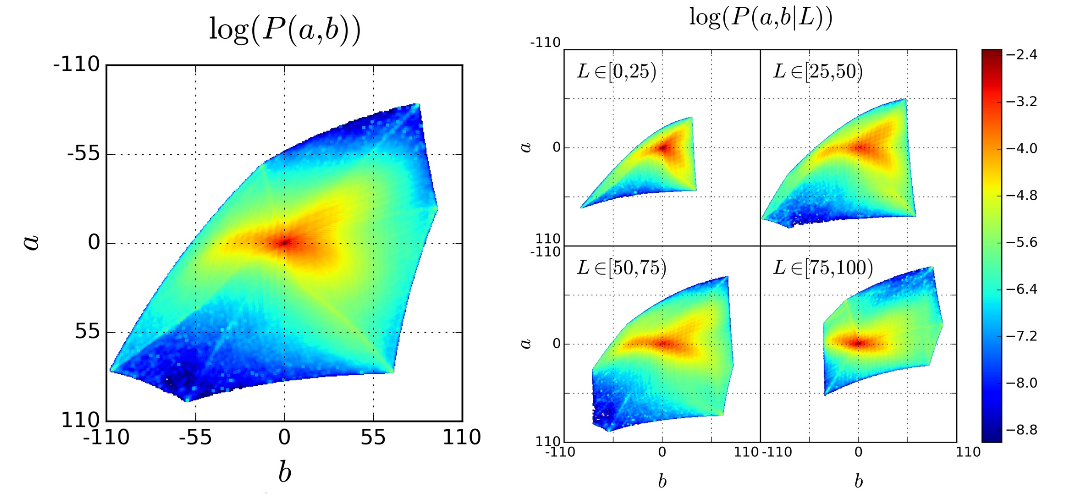 log(P(a,b))
-110
-55
0
55
110
a
-110
-55
0
55
110
b
log(P(a,b|L))
-110
0
110
a
L∈[0,25)
L∈[25,50)
-110
0
110
a
L∈[50,75)
L∈[75,100)
-110
0
110
-110
0
110
b
b
−2.4
−3.2
−4.0
−4.8
−5.6
−6.4
−7.2
−8.0
−8.8